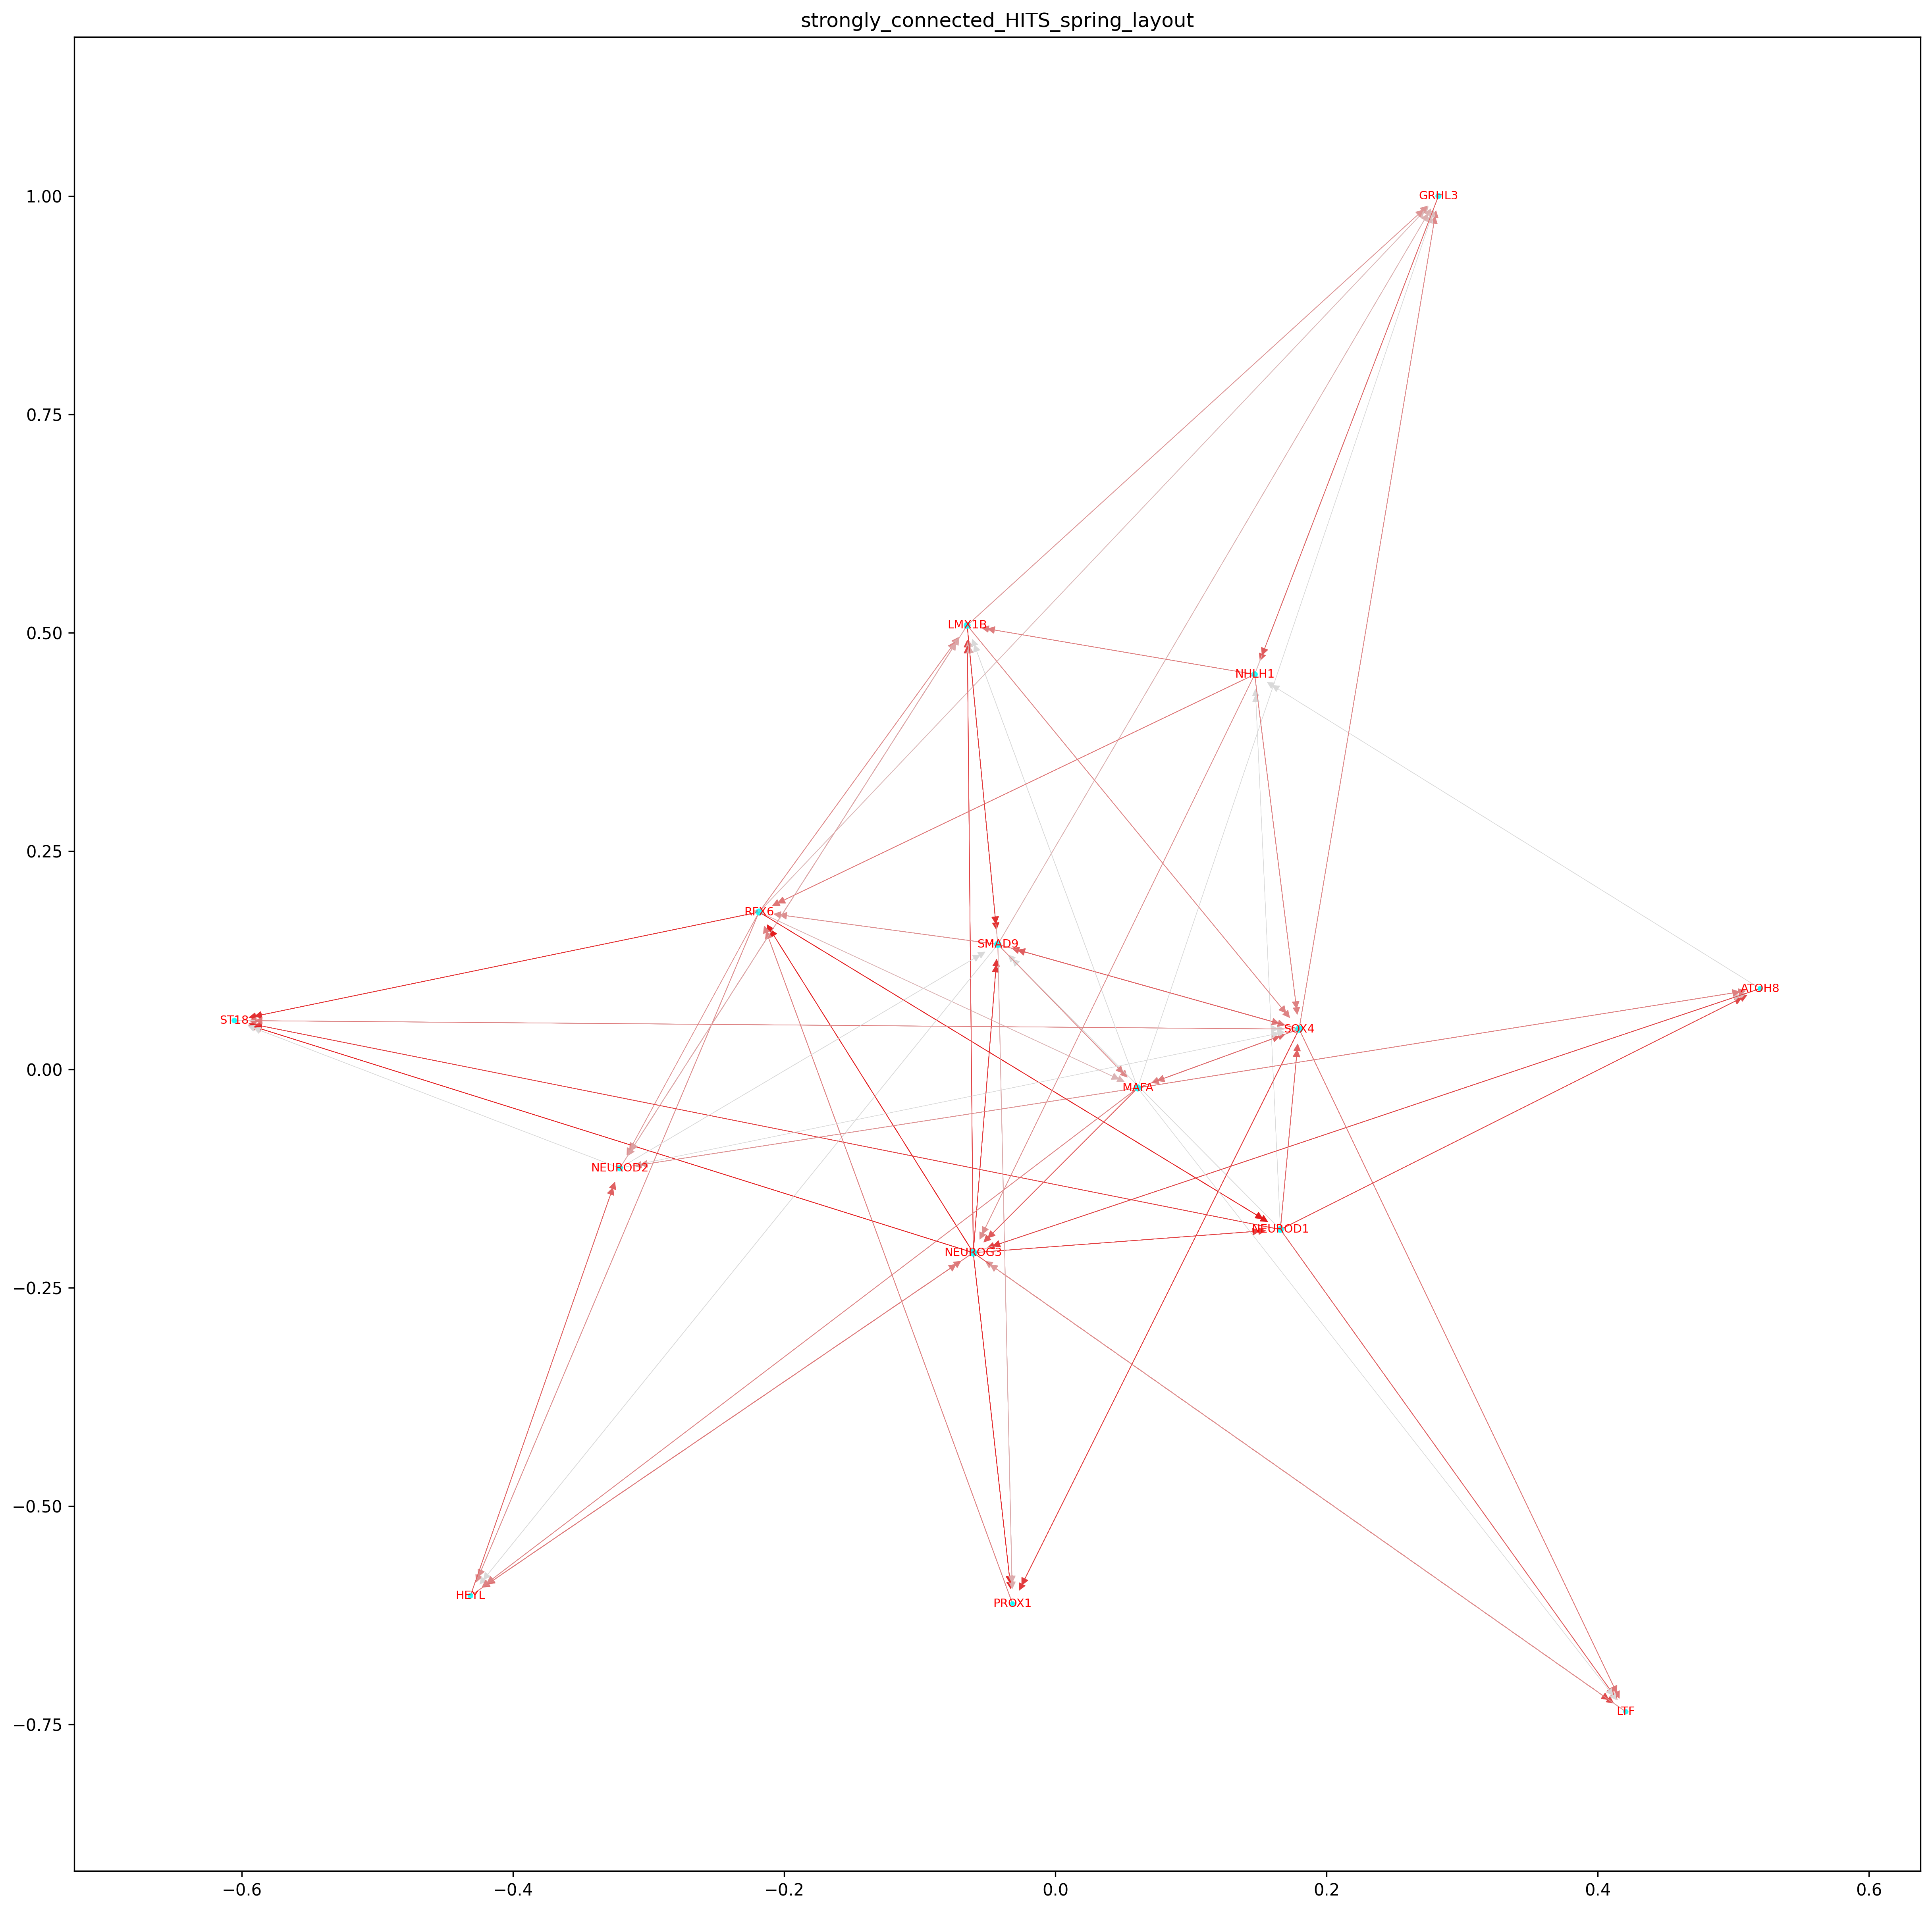 strongly_connected_HITS_spring_layout
1.00
0.75
0.50
0.25
0.00
−0.25
−0.50
−0.75
GRHL3
LMX1B
NHLH1
RFX6
SMAD9
ATOH8
ST18
SOX4
MAFA
NEUROD2
NEUROD1
NEUROG3
HEYL
PROX1
LTF
−0.6
−0.4
−0.2
0.0
0.2
0.4
0.6